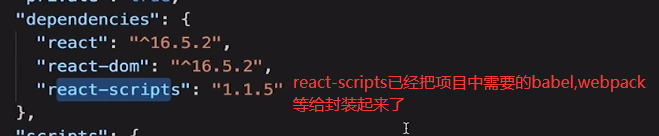 "dependencies": {
"react": "^16.5.2",
"react-dom": "^16.5.2",
"react-scripts": "1.1.5" react-scripts已经把项目中需要的babel,webpack
等给封装起来了
},
"scripts": {